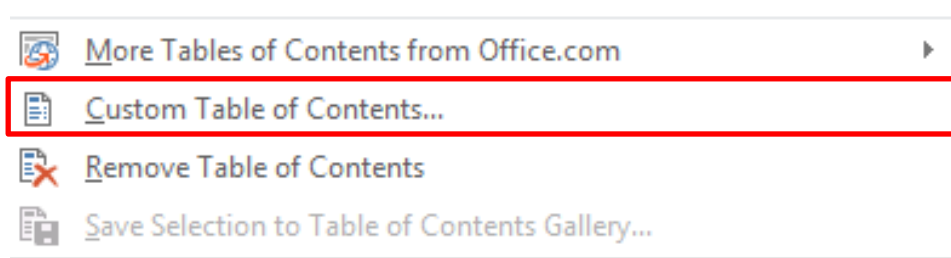 More Tables of Contents from Office.com
Custom Table of Contents...
Remove Table of Contents
Save Selection to Table of Contents Gallery...